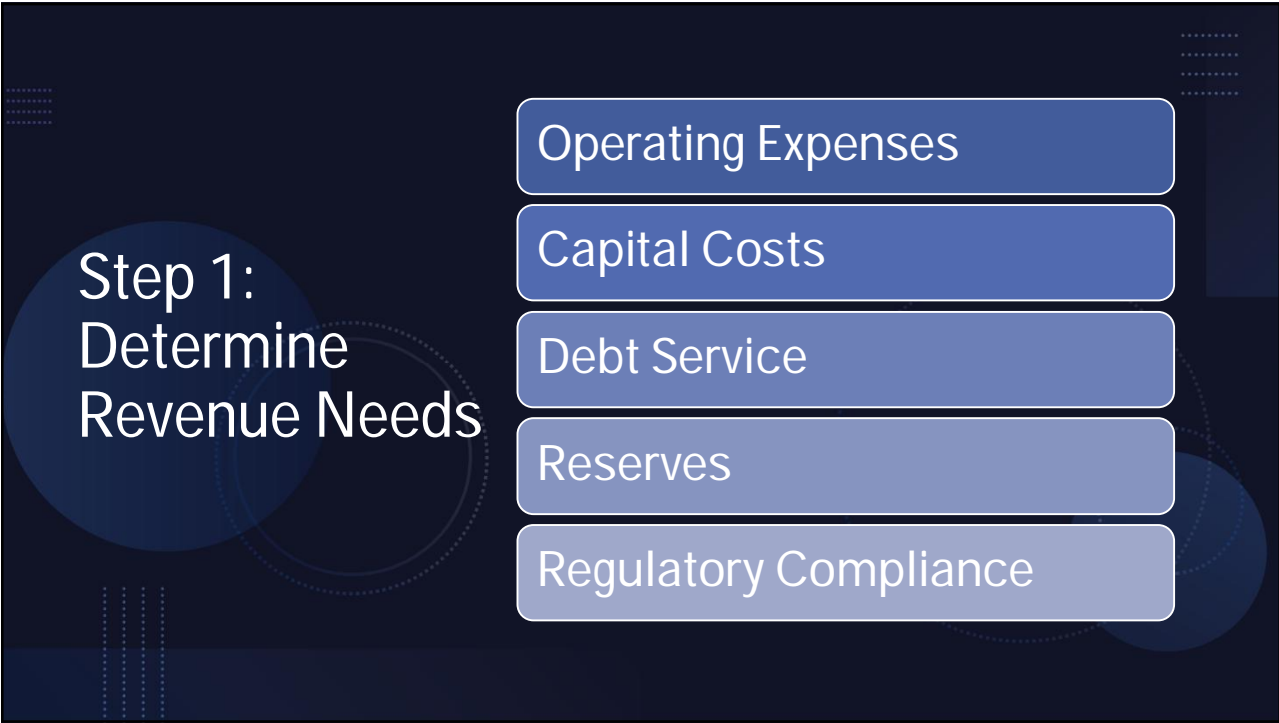 Step 1:
Determine
Revenue Needs
Operating Expenses
Capital Costs
Debt Service
Reserves
Regulatory Compliance